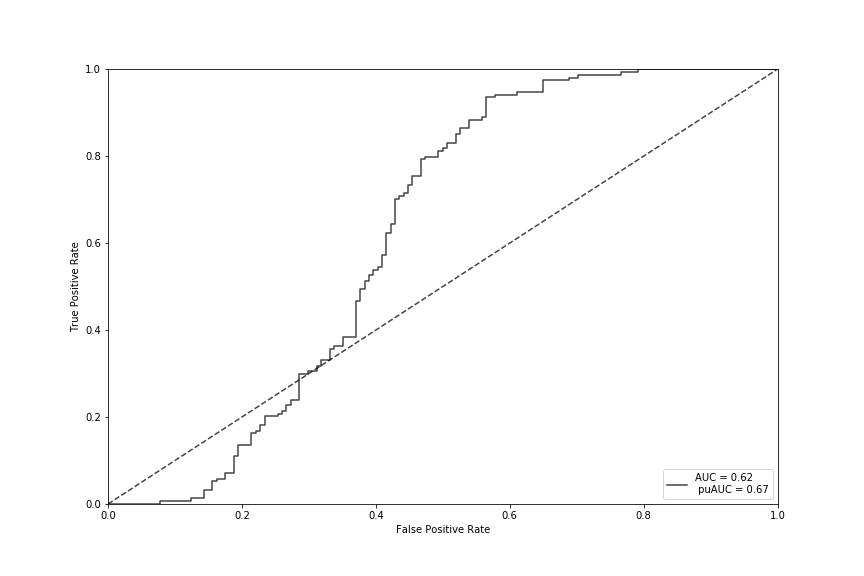 1.0
0.8
0.6
0.4
0.2
0.0
True Positive Rate
0.0 0.2 0.4 0.6 0.8 1.0
False Positive Rate
AUC = 0.62
puAUC = 0.67